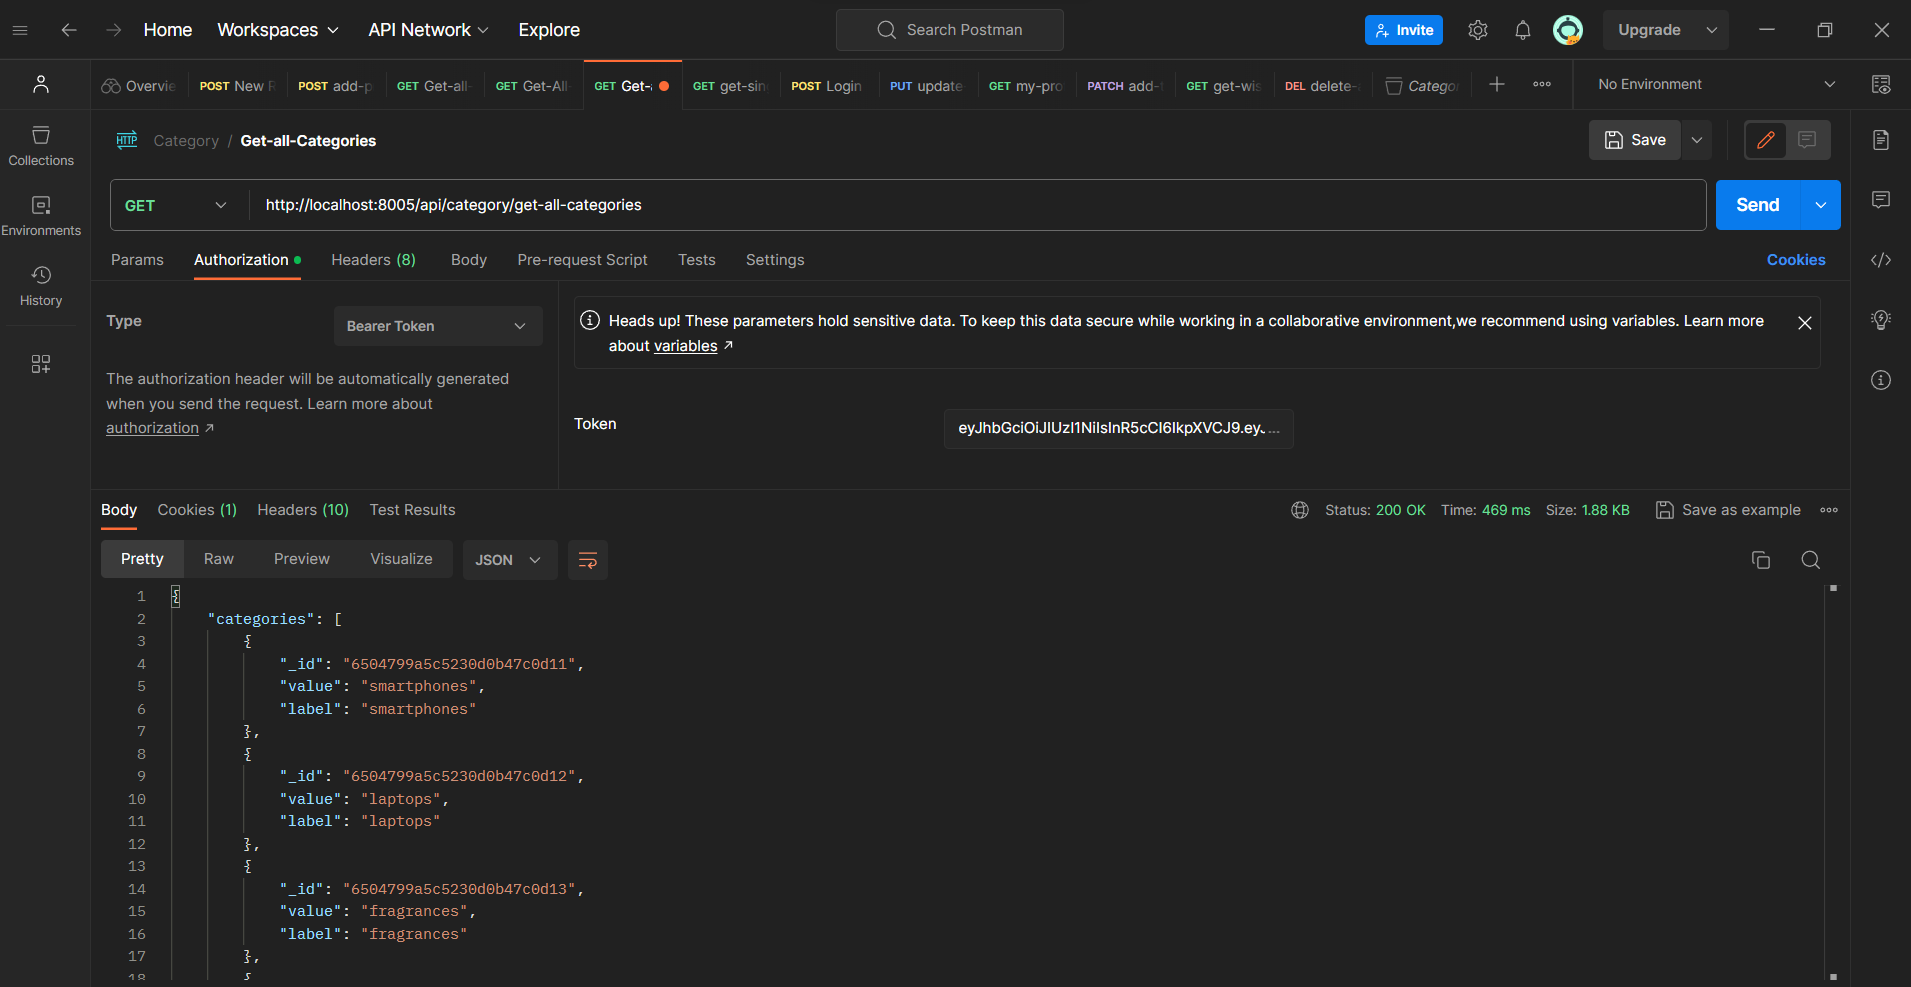 Home Workspaces API Network Explore Search Postman Invite Upgrade
Overvie POST New R POST add-p GET Get-all- GET Get-All- GET Get-a GET get-sin POST Login PUT update GET my-pro PATCH add-t GET get-wis DEL delete- Categor No Environment
Collections
Environments
History
HTTP Category / Get-all-Categories Save
GET http://localhost:8005/api/category/get-all-categories Send
Params Authorization Headers (8) Body Pre-request Script Tests Settings Cookies
Type Bearer Token
The authorization header will be automatically generated
when you send the request. Learn more about
authorization ↗
Heads up! These parameters hold sensitive data. To keep this data secure while working in a collaborative environment,we recommend using variables. Learn more
about variables ↗
Token eyJhbGciOiJIUzI1NiIsInR5cCI6IkpXVCJ9.eyJ...
Body Cookies (1) Headers (10) Test Results Status: 200 OK Time: 469 ms Size: 1.88 KB Save as example
Pretty Raw Preview Visualize JSON
1 {
2 "categories": [
3 {
4 "_id": "6504799a5c5230d0b47c0d11",
5 "value": "smartphones",
6 "label": "smartphones"
7 },
8 {
9 "_id": "6504799a5c5230d0b47c0d12",
10 "value": "laptops",
11 "label": "laptops"
12 },
13 {
14 "_id": "6504799a5c5230d0b47c0d13",
15 "value": "fragrances",
16 "label": "fragrances"
17 },
18 {